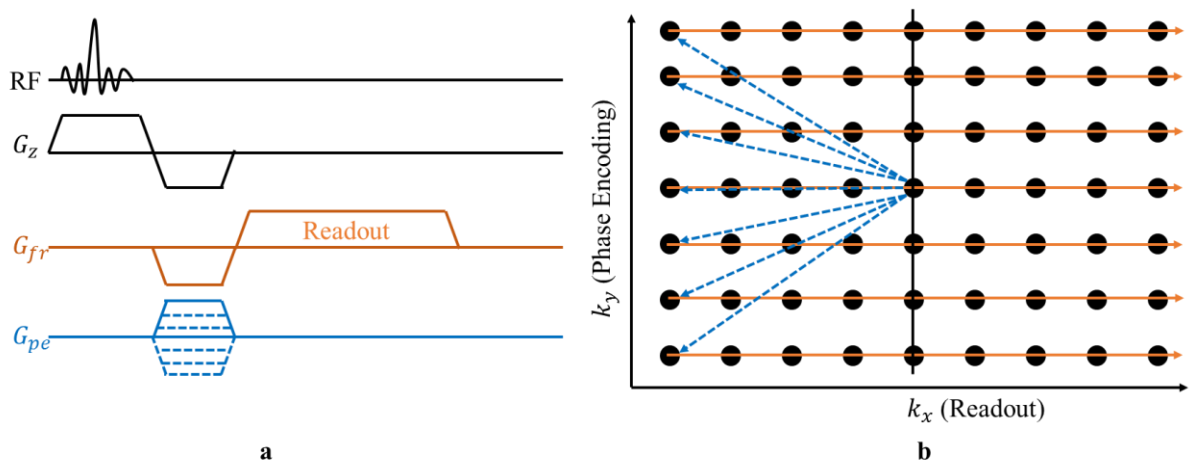 RF
G_z
G_fr
Readout
G_pe
a
k_y (Phase Encoding)
k_x (Readout)
b